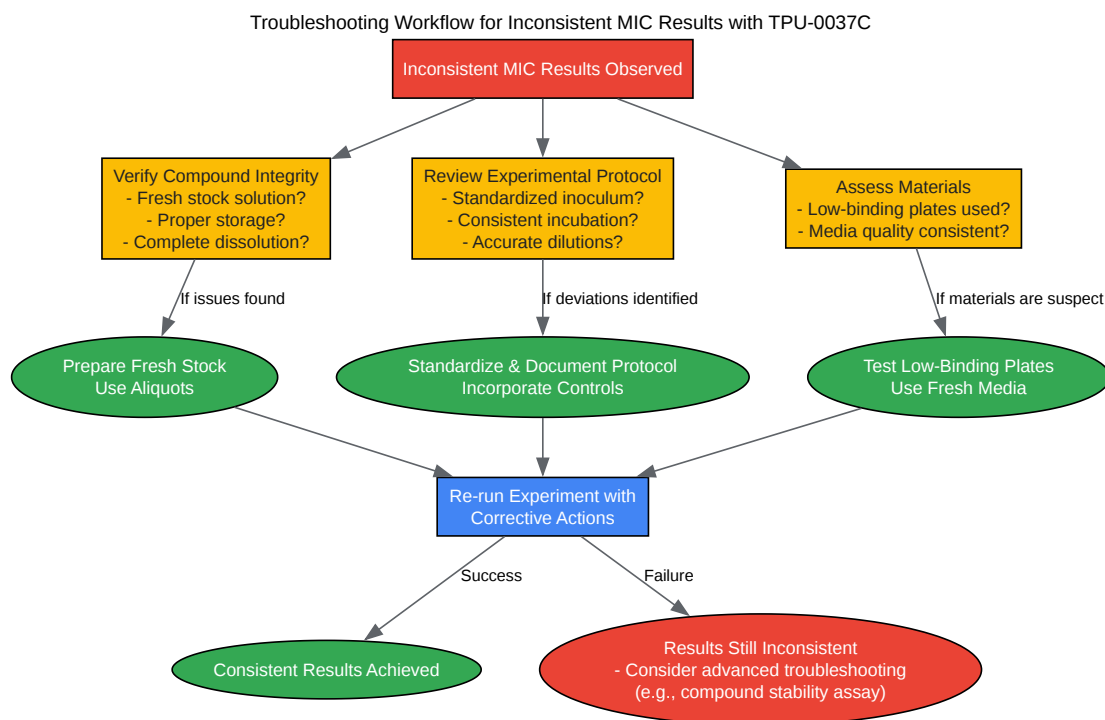 Troubleshooting Workflow for Inconsistent MIC Results with TPU-0037C
Inconsistent MIC Results Observed
Verify Compound Integrity
- Fresh stock solution?
- Proper storage?
- Complete dissolution?
Review Experimental Protocol
- Standardized inoculum?
- Consistent incubation?
- Accurate dilutions?
Assess Materials
- Low-binding plates used?
- Media quality consistent?
If issues found
If deviations identified
If materials are suspect
Prepare Fresh Stock
Use Aliquots
Standardize & Document Protocol
Incorporate Controls
Test Low-Binding Plates
Use Fresh Media
Re-run Experiment with
Corrective Actions
Success
Failure
Consistent Results Achieved
Results Still Inconsistent
- Consider advanced troubleshooting
(e.g., compound stability assay)